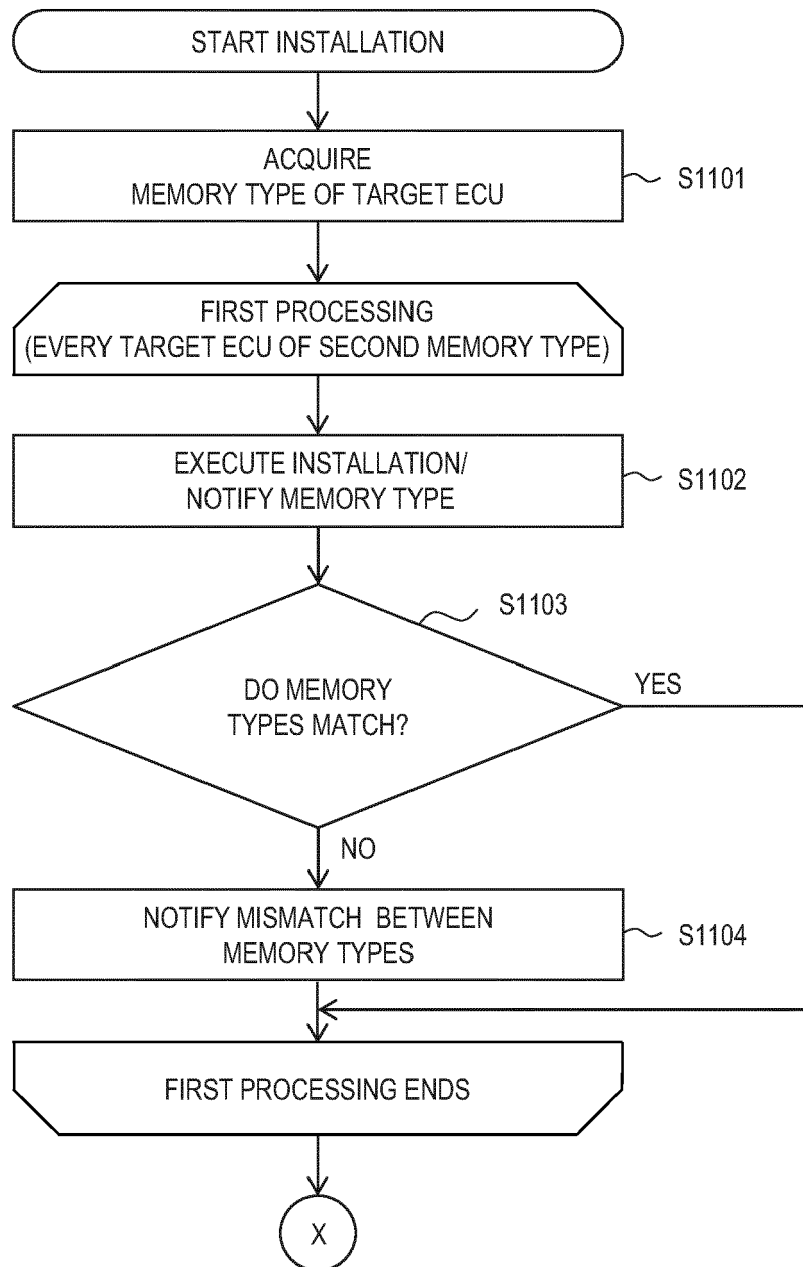 START INSTALLATION
ACQUIRE
MEMORY TYPE OF TARGET ECU
S1101
FIRST PROCESSING
(EVERY TARGET ECU OF SECOND MEMORY TYPE)
EXECUTE INSTALLATION/
NOTIFY MEMORY TYPE
S1102
S1103
DO MEMORY
TYPES MATCH?
YES
NO
NOTIFY MISMATCH BETWEEN
MEMORY TYPES
S1104
FIRST PROCESSING ENDS
X